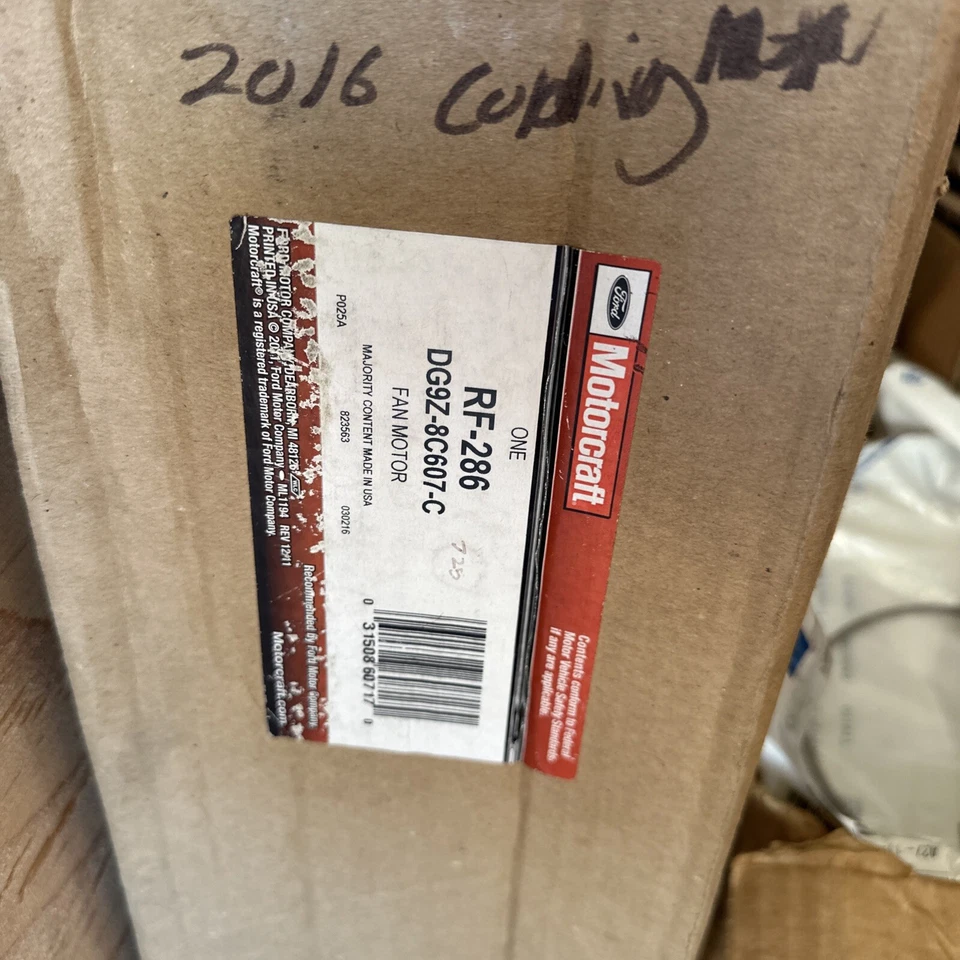 2016
Ford
Motorcraft
Contents conform to Federal
Motor Vehicle Safety Standards
if any are applicable.
ONE
RF-286
DG9Z-8C607-C
FAN MOTOR
725
MAJORITY CONTENT MADE IN USA
P025A 823563 030216
0 31508 60717 0
Recommended By Ford Motor Company.
Motorcraft.com
FORD MOTOR COMPANY, DEARBORN, MI 48126
PRINTED IN USA © 2011, Ford Motor Company ML1194 REV 12/11
Motorcraft® is a registered trademark of Ford Motor Company.